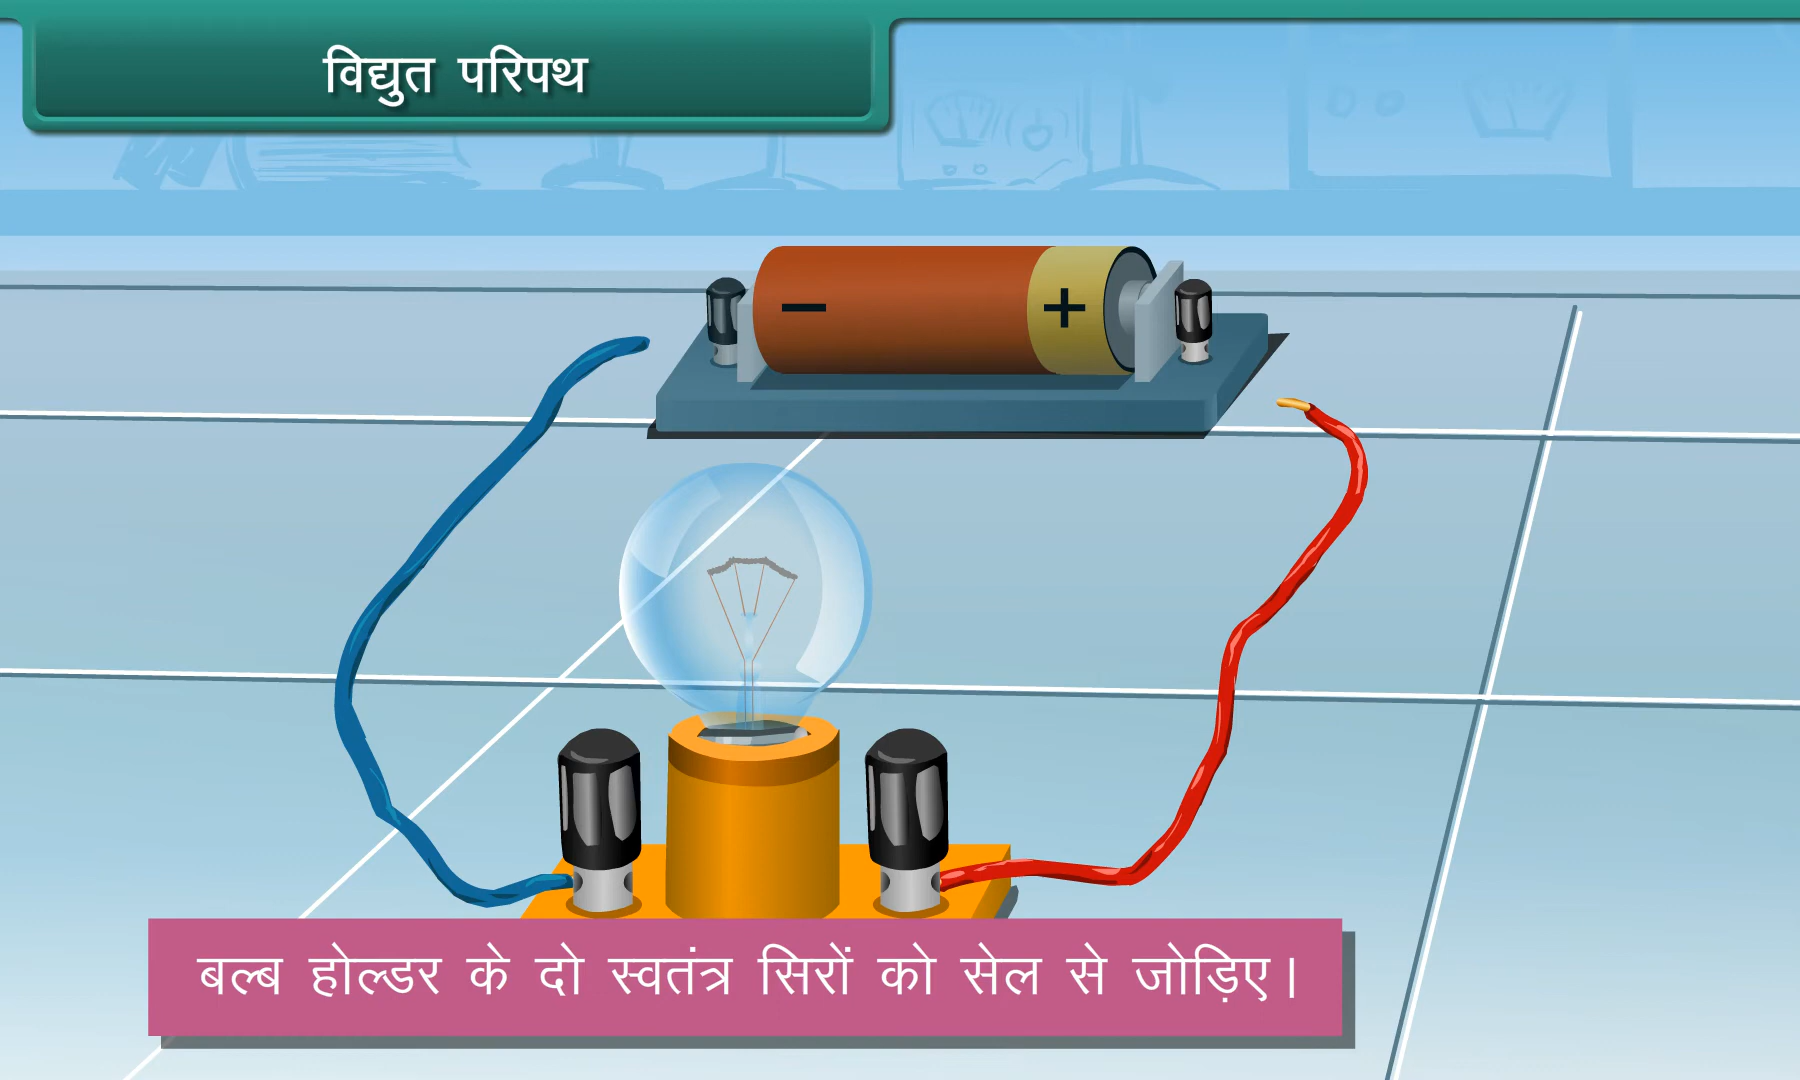 विद्युत परिपथ
− +
बल्ब होल्डर के दो स्वतंत्र सिरों को सेल से जोड़िए।